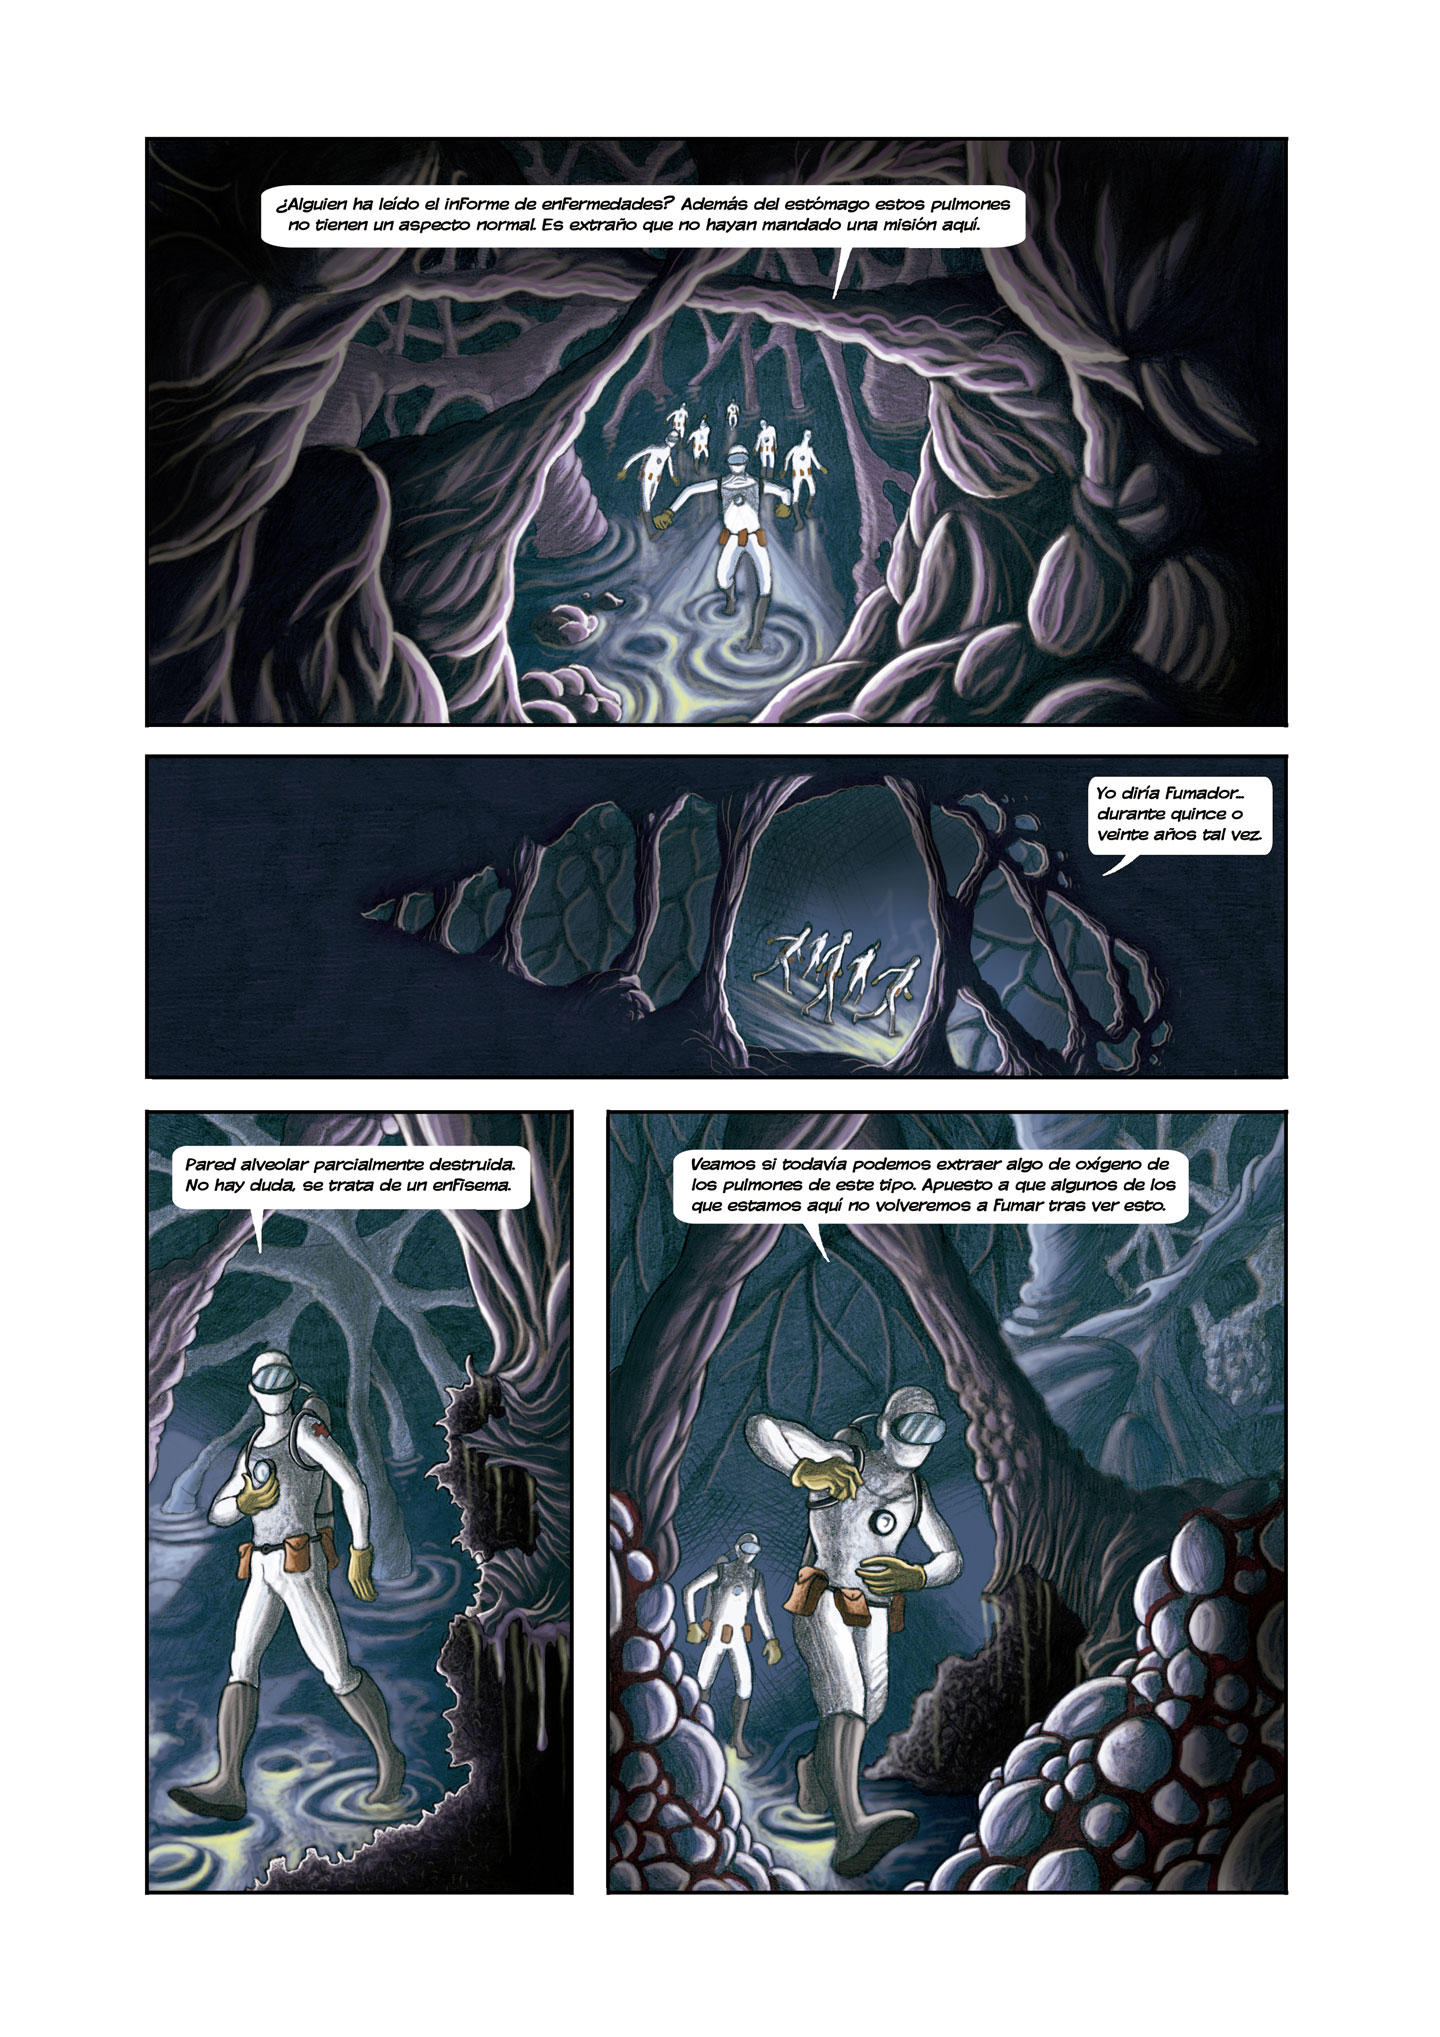 ¿Alguien ha leído el informe de enfermedades? Además del estómago estos pulmones
no tienen un aspecto normal. Es extraño que no hayan mandado una misión aquí.
Yo diría Fumador...
durante quince o
veinte años tal vez.
Pared alveolar parcialmente destruida.
No hay duda, se trata de un enfisema.
Veamos si todavía podemos extraer algo de oxígeno de
los pulmones de este tipo. Apuesto a que algunos de los
que estamos aquí no volveremos a Fumar tras ver esto.